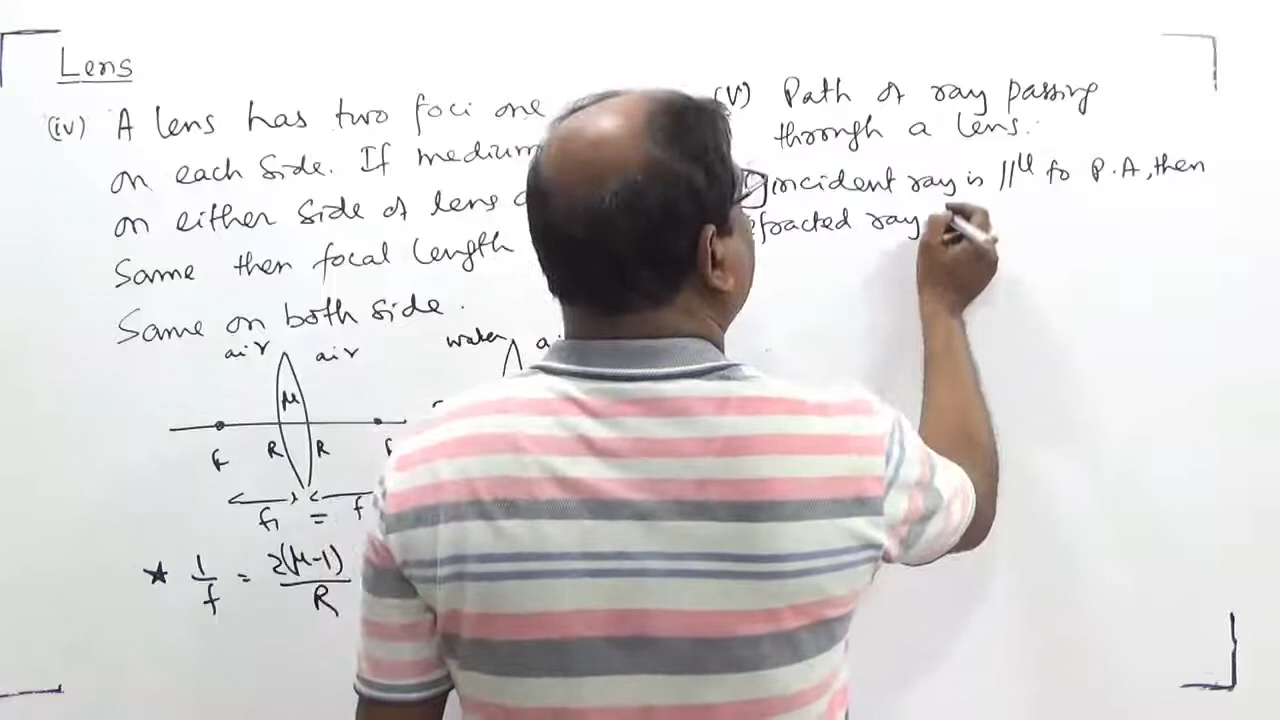 Lens
(iv) A lens has two foci one
on each side. If medium
on either side of lens
Same then focal length
Same on both side.
air air
μ
R R
f
f1 =
★ 1/f = 2(μ-1)/R
water
(V) Path of ray passing
through a lens.
incident ray is 11ll to P.A, then
refracted ray